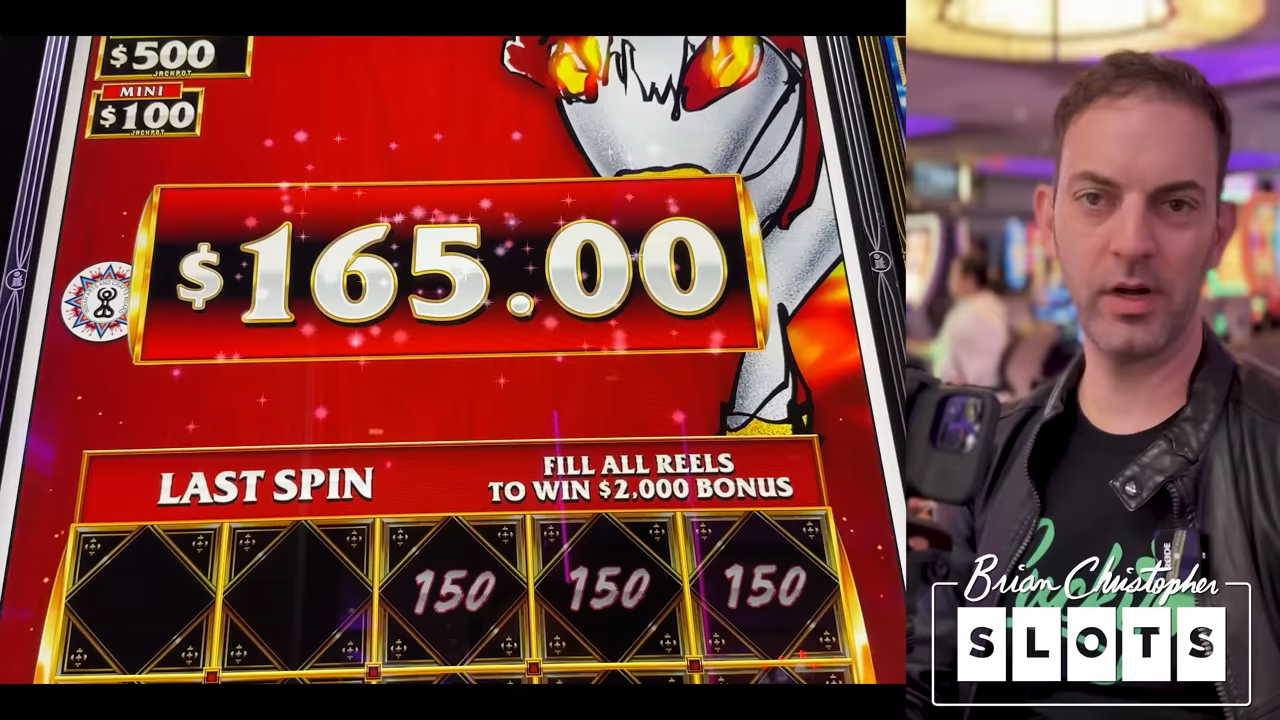 $500
JACKPOT
MINI
$100
JACKPOT
$165.00
LAST SPIN
FILL ALL REELS
TO WIN $2,000 BONUS
150
150
150
Brian Christopher
SLOTS